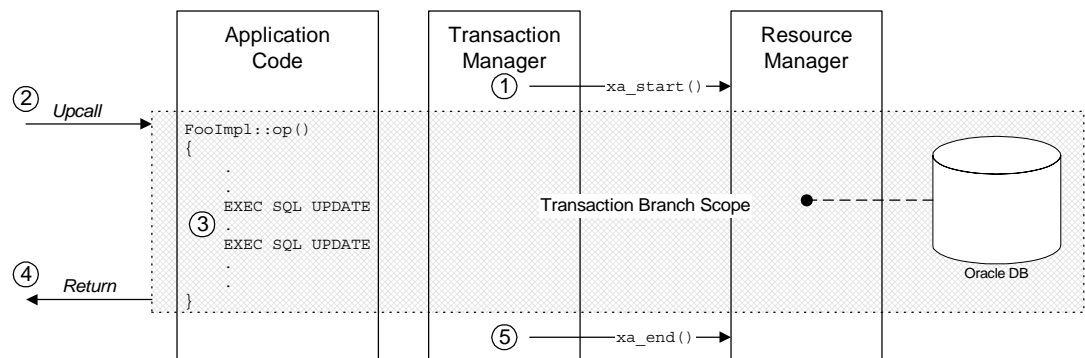 Application
Code
Transaction
Manager
Resource
Manager
1
xa_start()
2
Upcall
FooImpl::op()
{
.
.
EXEC SQL UPDATE
3
.
EXEC SQL UPDATE
.
.
}
Transaction Branch Scope
Oracle DB
4
Return
5
xa_end()